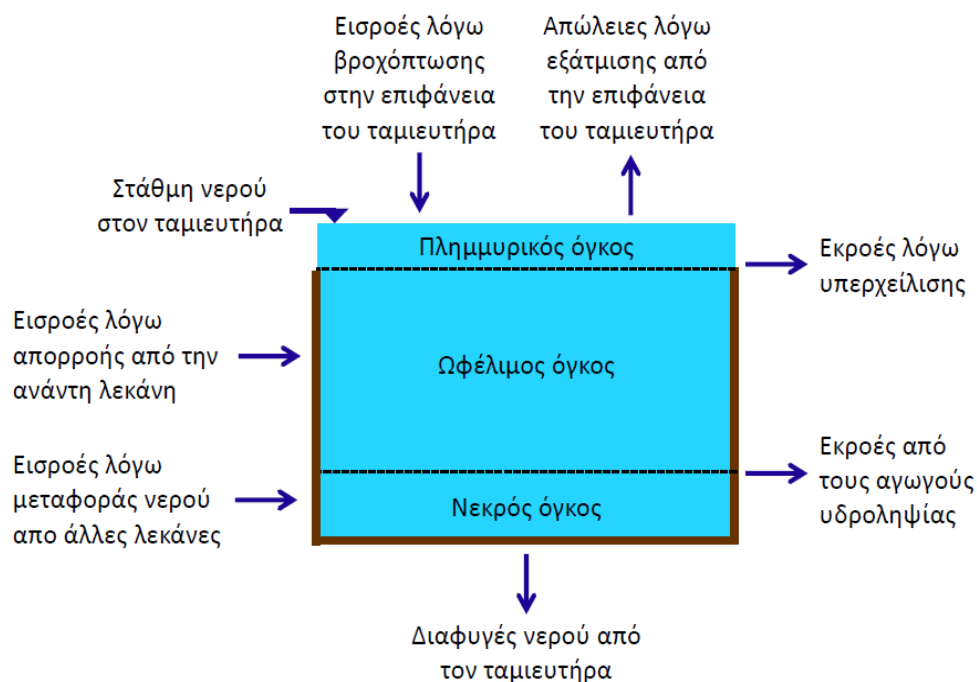 Εισροές λόγω
βροχόπτωσης
στην επιφάνεια
του ταμιευτήρα
Απώλειες λόγω
εξάτμισης από
την επιφάνεια
του ταμιευτήρα
Στάθμη νερού
στον ταμιευτήρα
Πλημμυρικός όγκος
Εκροές λόγω
υπερχείλισης
Εισροές λόγω
απορροής από την
ανάντη λεκάνη
Ωφέλιμος όγκος
Εισροές λόγω
μεταφοράς νερού
απο άλλες λεκάνες
Νεκρός όγκος
Εκροές από
τους αγωγούς
υδροληψίας
Διαφυγές νερού από
τον ταμιευτήρα